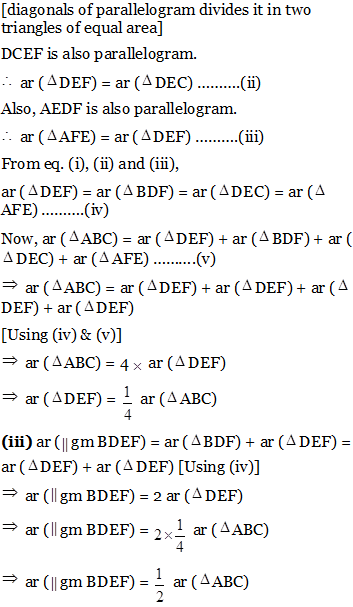 [diagonals of parallelogram divides it in two
triangles of equal area]
DCEF is also parallelogram.
∴ ar (ΔDEF) = ar (ΔDEC) ..........(ii)
Also, AEDF is also parallelogram.
∴ ar (ΔAFE) = ar (ΔDEF) ..........(iii)
From eq. (i), (ii) and (iii),
ar (ΔDEF) = ar (ΔBDF) = ar (ΔDEC) = ar (Δ
AFE) ..........(iv)
Now, ar (ΔABC) = ar (ΔDEF) + ar (ΔBDF) + ar (
ΔDEC) + ar (ΔAFE) ..........(v)
⇒ ar (ΔABC) = ar (ΔDEF) + ar (ΔDEF) + ar (Δ
DEF) + ar (ΔDEF)
[Using (iv) & (v)]
⇒ ar (ΔABC) = 4 × ar (ΔDEF)
⇒ ar (ΔDEF) = 1/4 ar (ΔABC)
(iii) ar (||gm BDEF) = ar (ΔBDF) + ar (ΔDEF) =
ar (ΔDEF) + ar (ΔDEF) [Using (iv)]
⇒ ar (||gm BDEF) = 2 ar (ΔDEF)
⇒ ar (||gm BDEF) = 2×1/4 ar (ΔABC)
⇒ ar (||gm BDEF) = 1/2 ar (ΔABC)